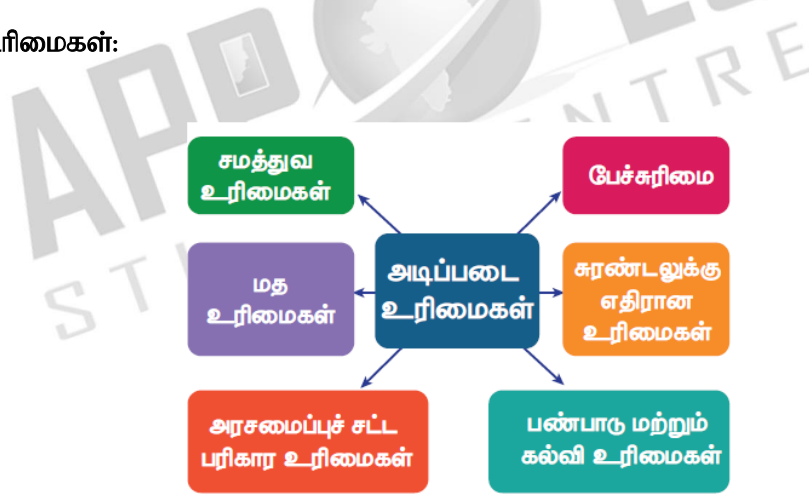 ரிமைகள்:
சமத்துவ
உரிமைகள்
பேச்சுரிமை
அடிப்படை
உரிமைகள்
மத
உரிமைகள்
சுரண்டலுக்கு
எதிரான
உரிமைகள்
அரசமைப்புச் சட்ட
பரிகார உரிமைகள்
பண்பாடு மற்றும்
கல்வி உரிமைகள்